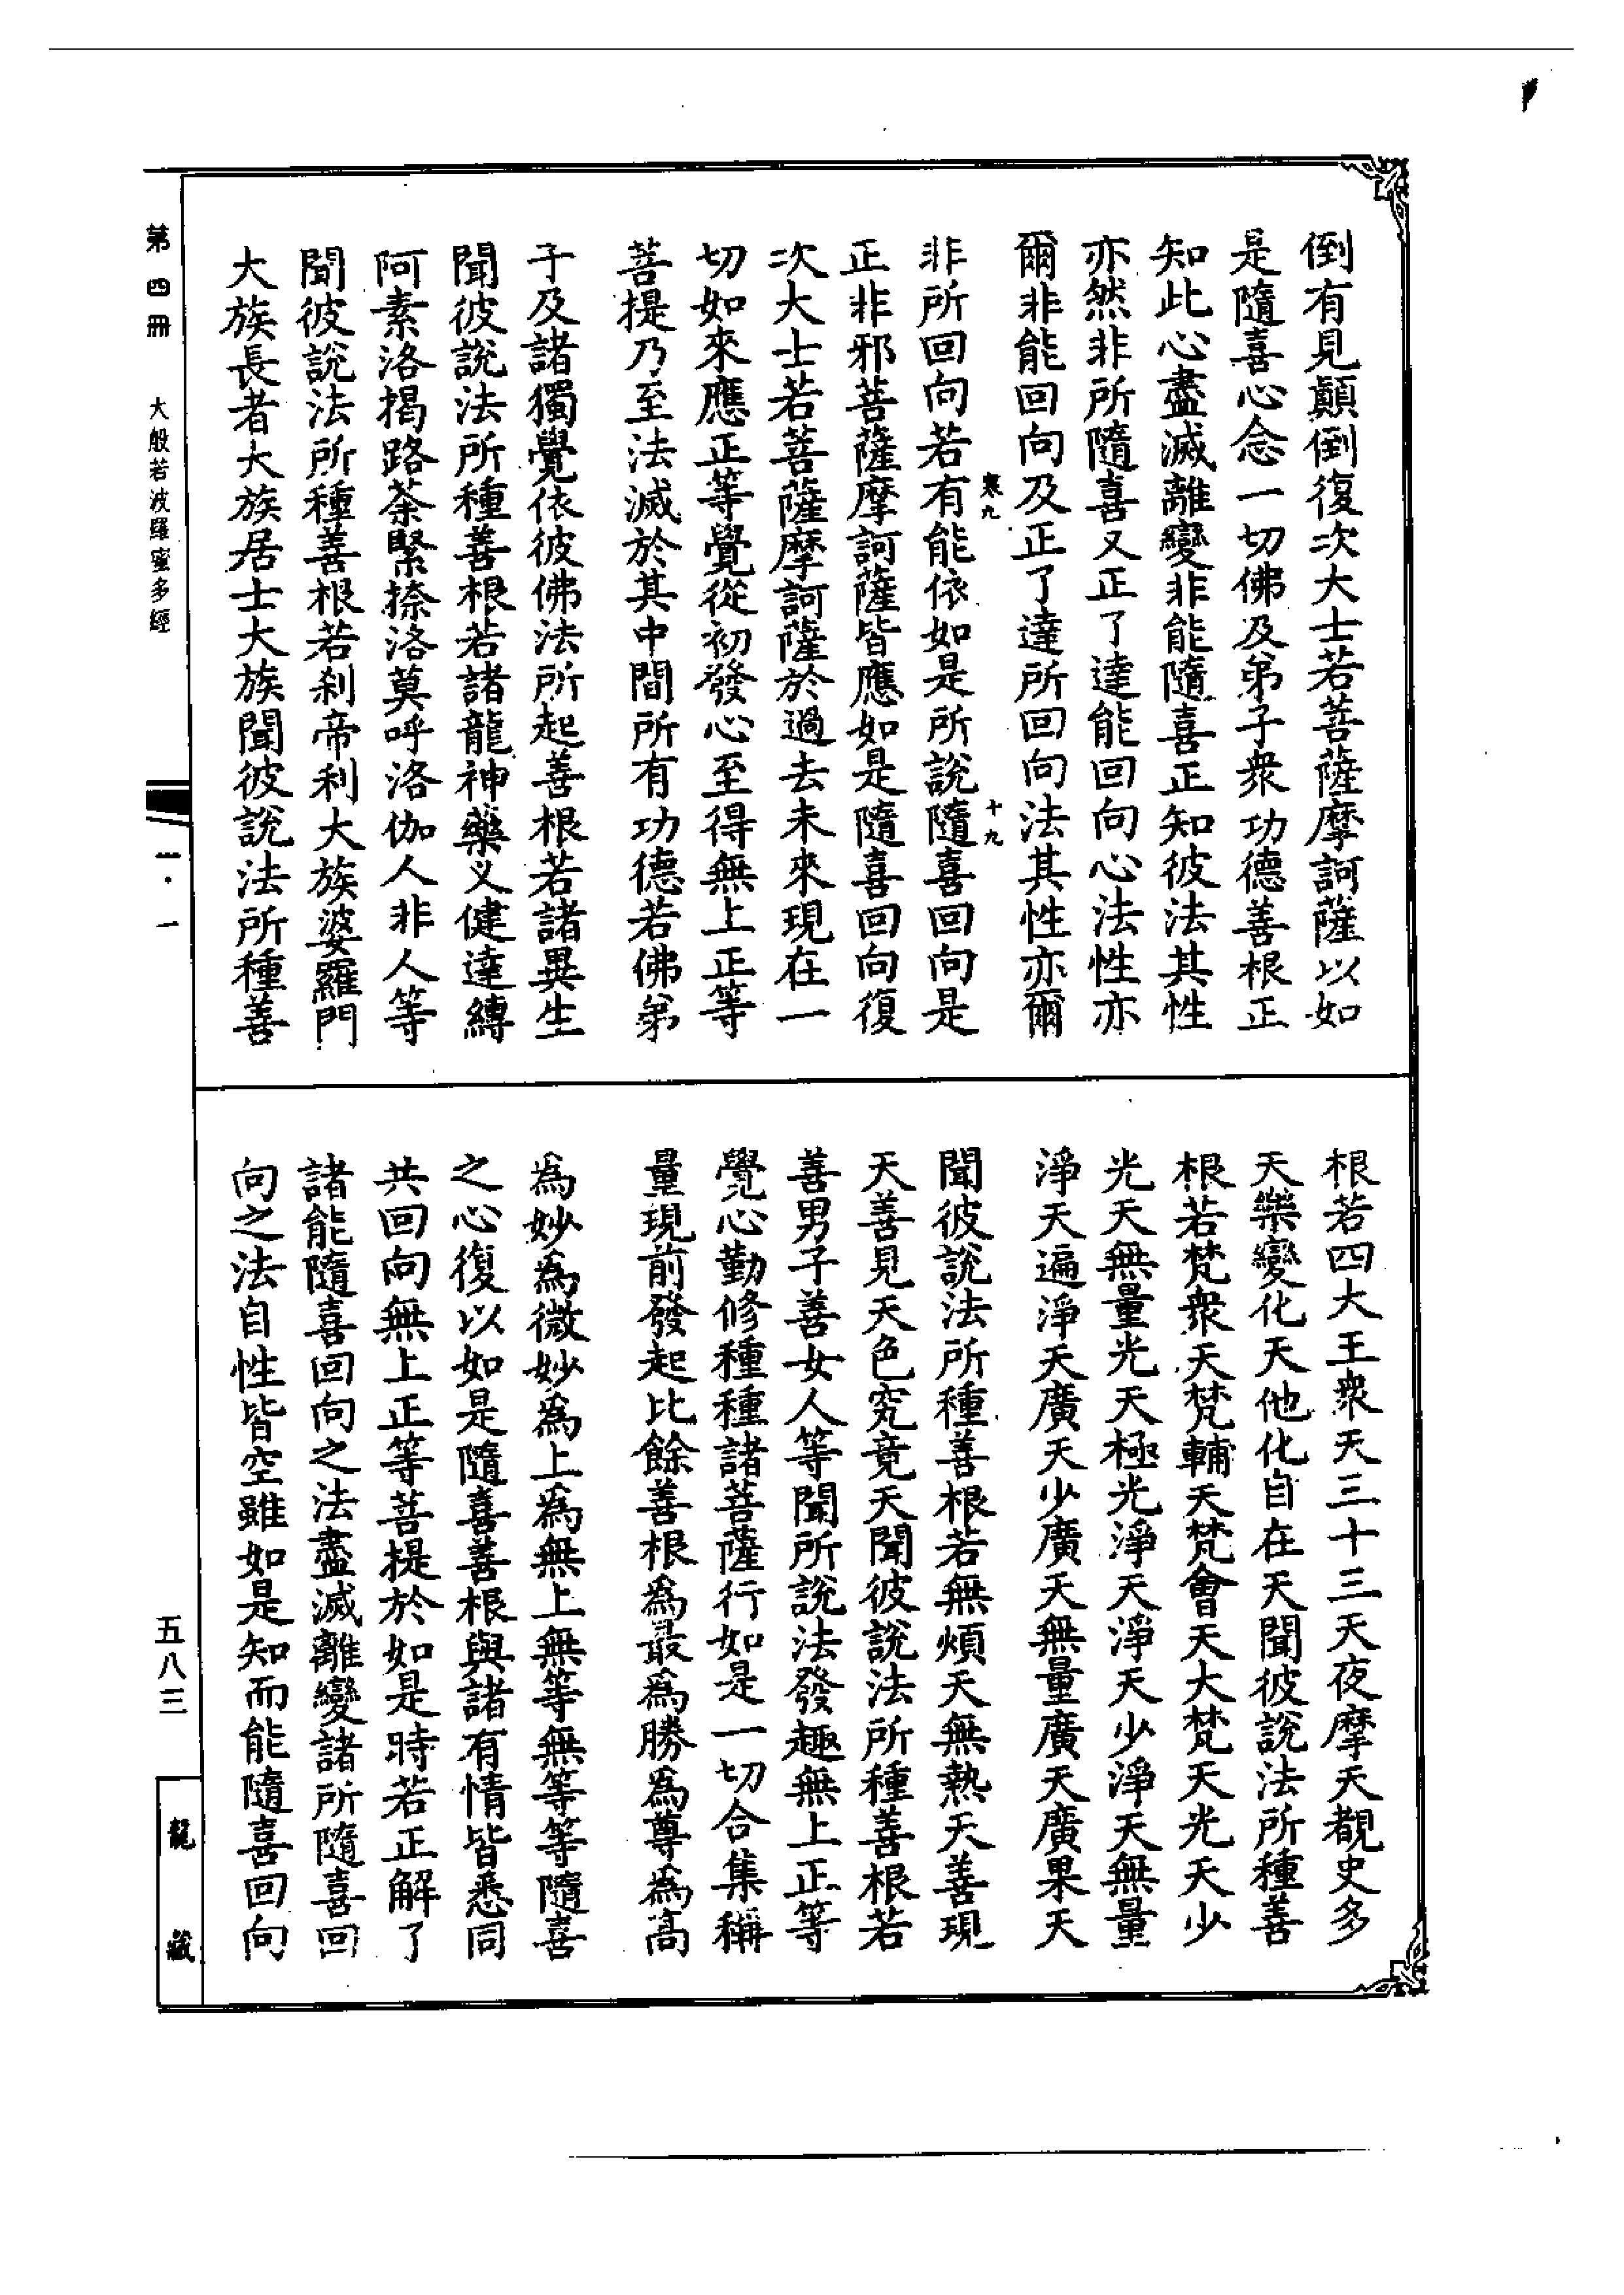 倒有見顛倒復次大士若菩薩摩訶薩以如
是隨喜心念一切佛及弟子衆功德善根正
知此心盡滅離變非能隨喜正知彼法其性
亦然非所隨喜又正了達能回向心法性亦
爾非能回向及正了達所回向法其性亦爾
寒九 十九
非所回向若有能依如是所說隨喜回向是
正非邪菩薩摩訶薩皆應如是隨喜回向復
次大士若菩薩摩訶薩於過去未來現在一
切如來應正等覺從初發心至得無上正等
菩提乃至法滅於其中間所有功德若佛弟
子及諸獨覺依彼佛法所起善根若諸異生
聞彼說法所種善根若諸龍神藥义健達縛
阿素洛揭路荼緊捺洛莫呼洛伽人非人等
聞彼說法所種善根若刹帝利大族婆羅門
大族長者大族居士大族聞彼說法所種善
根若四大王衆天三十三天夜摩天覩史多
天樂變化天他化自在天聞彼說法所種善
根若梵衆天梵輔天梵會天大梵天光天少
光天無量光天極光淨天淨天少淨天無量
淨天遍淨天廣天少廣天無量廣天廣果天
聞彼說法所種善根若無煩天無熱天善現
天善見天色究竟天聞彼說法所種善根若
善男子善女人等聞所說法發趣無上正等
覺心勤修種種諸菩薩行如是一切合集稱
量現前發起比餘善根為最為勝為尊為高
為妙為微妙為上為無上無等無等等隨喜
之心復以如是隨喜善根與諸有情皆悉同
共回向無上正等菩提於如是時若正解了
諸能隨喜回向之法盡滅離變諸所隨喜回
向之法自性皆空雖如是知而能隨喜回向
第四冊 大般若波羅蜜多經
一·一
五八三
龍藏